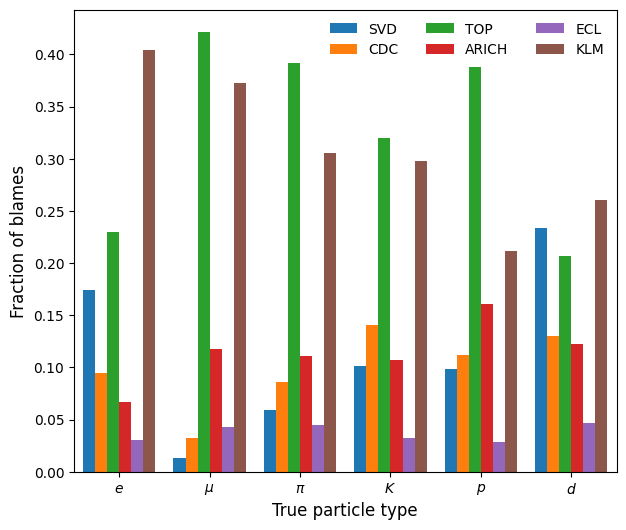 SVD TOP ECL
CDC ARICH KLM
Fraction of blames
0.40
0.35
0.30
0.25
0.20
0.15
0.10
0.05
0.00
e μ π K p d
True particle type